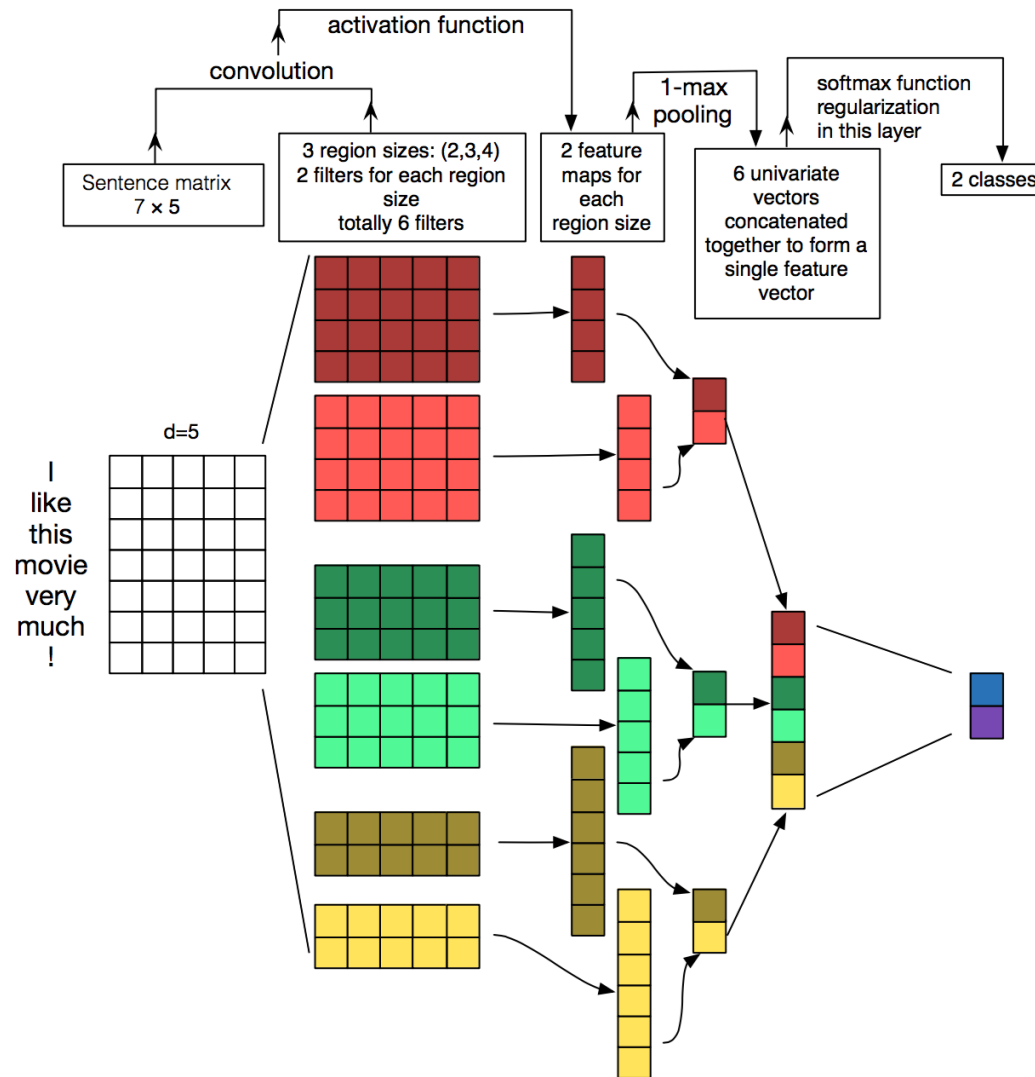 activation function
convolution
1-max
pooling
softmax function
regularization
in this layer
Sentence matrix
7 × 5
3 region sizes: (2,3,4)
2 filters for each region
size
totally 6 filters
2 feature
maps for
each
region size
6 univariate
vectors
concatenated
together to form a
single feature
vector
2 classes
d=5
I
like
this
movie
very
much
!